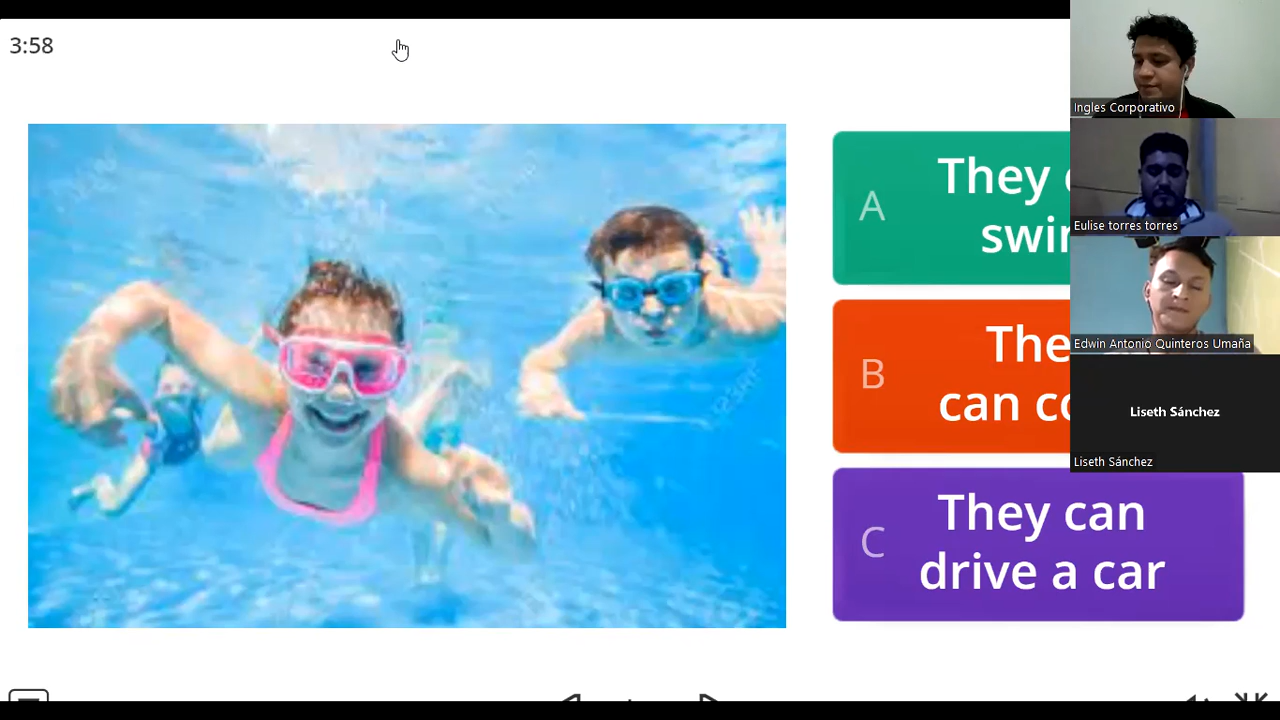 3:58
A
They
swi
B
The
can
C
They can
drive a car
Ingles Corporativo
Eulise torres torres
Edwin Antonio Quinteros Umaña
Liseth Sánchez
Liseth Sánchez